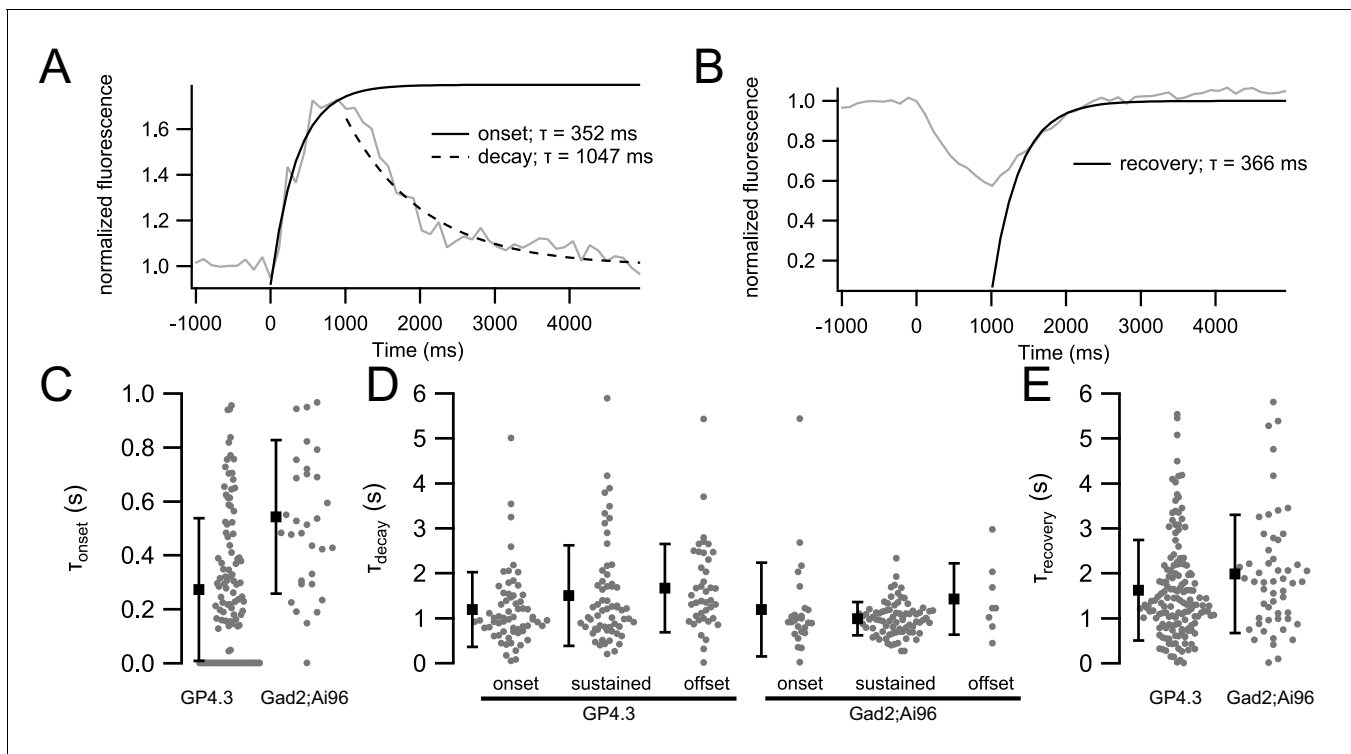 A
normalized fluorescence
1.6
1.4
1.2
1.0
onset; τ = 352 ms
decay; τ = 1047 ms
-1000 0 1000 2000 3000 4000
Time (ms)
B
normalized fluorescence
1.0
0.8
0.6
0.4
0.2
recovery; τ = 366 ms
-1000 0 1000 2000 3000 4000
Time (ms)
C
τonset (s)
1.0
0.8
0.6
0.4
0.2
0.0
GP4.3 Gad2;Ai96
D
τdecay (s)
6
5
4
3
2
1
0
onset sustained offset onset sustained offset
GP4.3 Gad2;Ai96
E
τrecovery (s)
6
5
4
3
2
1
0
GP4.3 Gad2;Ai96